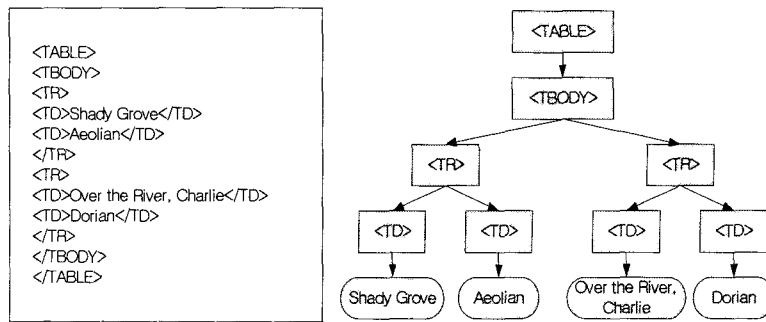 <TABLE>
<TBODY>
<TR>
<TD>Shady Grove</TD>
<TD>Aeolian</TD>
</TR>
<TR>
<TD>Over the River, Charlie</TD>
<TD>Dorian</TD>
</TR>
</TBODY>
</TABLE>
<TABLE>
<TBODY>
<TR> <TR>
<TD> <TD> <TD> <TD>
Shady Grove Aeolian Over the River, Charlie Dorian